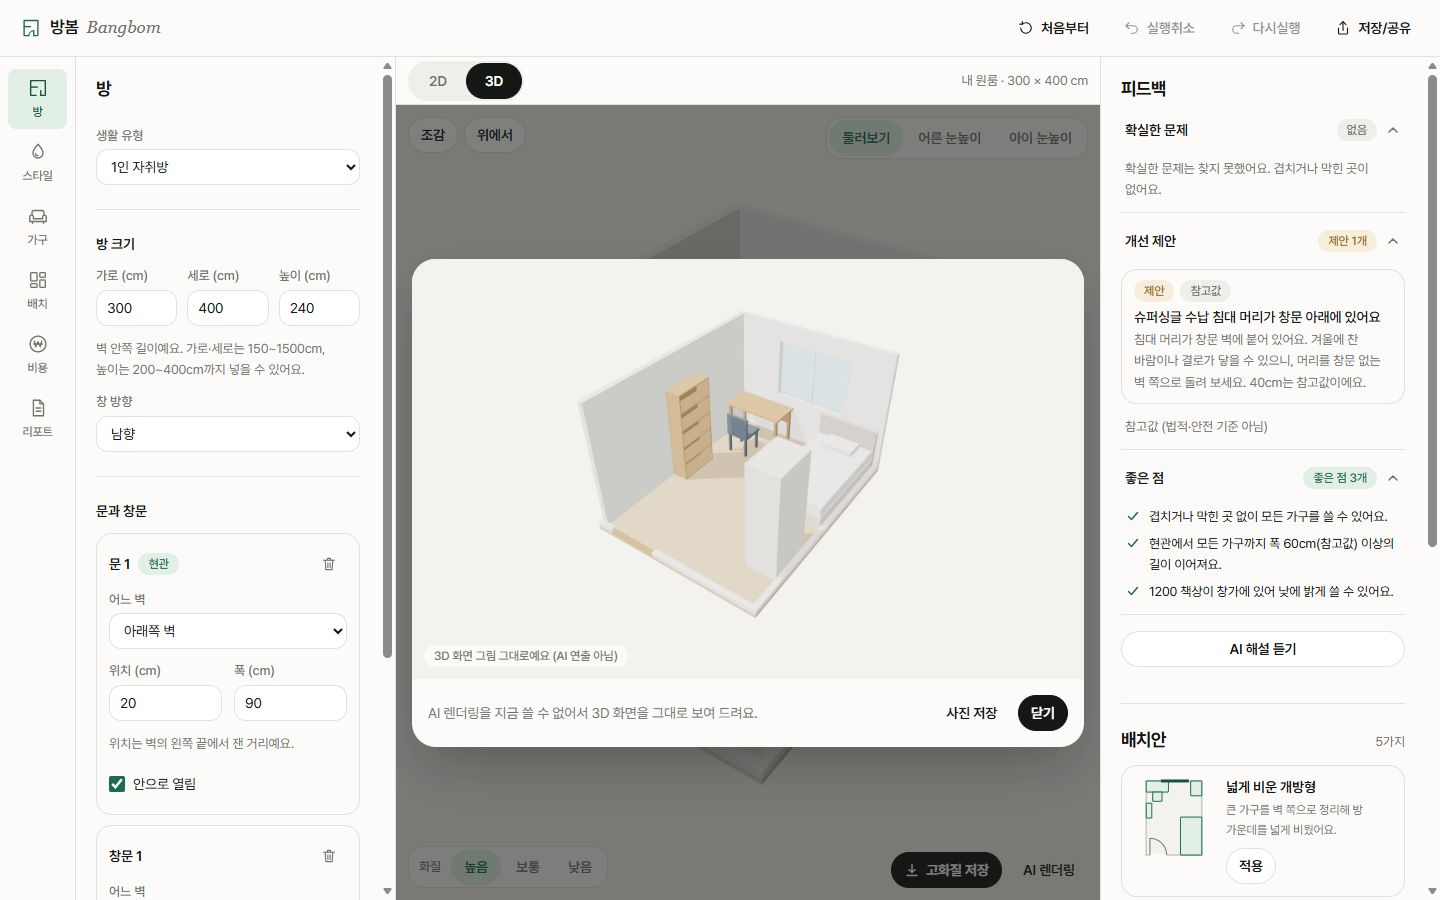 방봄 Bangbom
처음부터
실행취소
다시실행
저장/공유
방
스타일
가구
배치
비용
리포트
방
생활 유형
1인 자취방
방 크기
가로 (cm)
세로 (cm)
높이 (cm)
300
400
240
벽 안쪽 길이예요. 가로·세로는 150~1500cm,
높이는 200~400cm까지 넣을 수 있어요.
창 방향
남향
문과 창문
문 1 현관
어느 벽
아래쪽 벽
위치 (cm)
폭 (cm)
20
90
위치는 벽의 왼쪽 끝에서 잰 거리예요.
안으로 열림
창문 1
어느 벽
2D
3D
내 원룸 · 300 × 400 cm
조감
위에서
둘러보기
어른 눈높이
아이 눈높이
3D 화면 그림 그대로예요 (AI 연출 아님)
AI 렌더링을 지금 쓸 수 없어서 3D 화면을 그대로 보여 드려요.
사진 저장
닫기
화질
높음
보통
낮음
고화질 저장
AI 렌더링
피드백
확실한 문제
없음
확실한 문제는 찾지 못했어요. 겹치거나 막힌 곳이
없어요.
개선 제안
제안 1개
제안
참고값
슈퍼싱글 수납 침대 머리가 창문 아래에 있어요
침대 머리가 창문 벽에 붙어 있어요. 겨울에 찬
바람이나 결로가 닿을 수 있으니, 머리를 창문 없는
벽 쪽으로 돌려 보세요. 40cm는 참고값이에요.
참고값 (법적·안전 기준 아님)
좋은 점
좋은 점 3개
겹치거나 막힌 곳 없이 모든 가구를 쓸 수 있어요.
현관에서 모든 가구까지 폭 60cm(참고값) 이상의
길이 이어져요.
1200 책상이 창가에 있어 낮에 밝게 쓸 수 있어요.
AI 해설 듣기
배치안
5가지
넓게 비운 개방형
큰 가구를 벽 쪽으로 정리해 방
가운데를 넓게 비웠어요.
적용